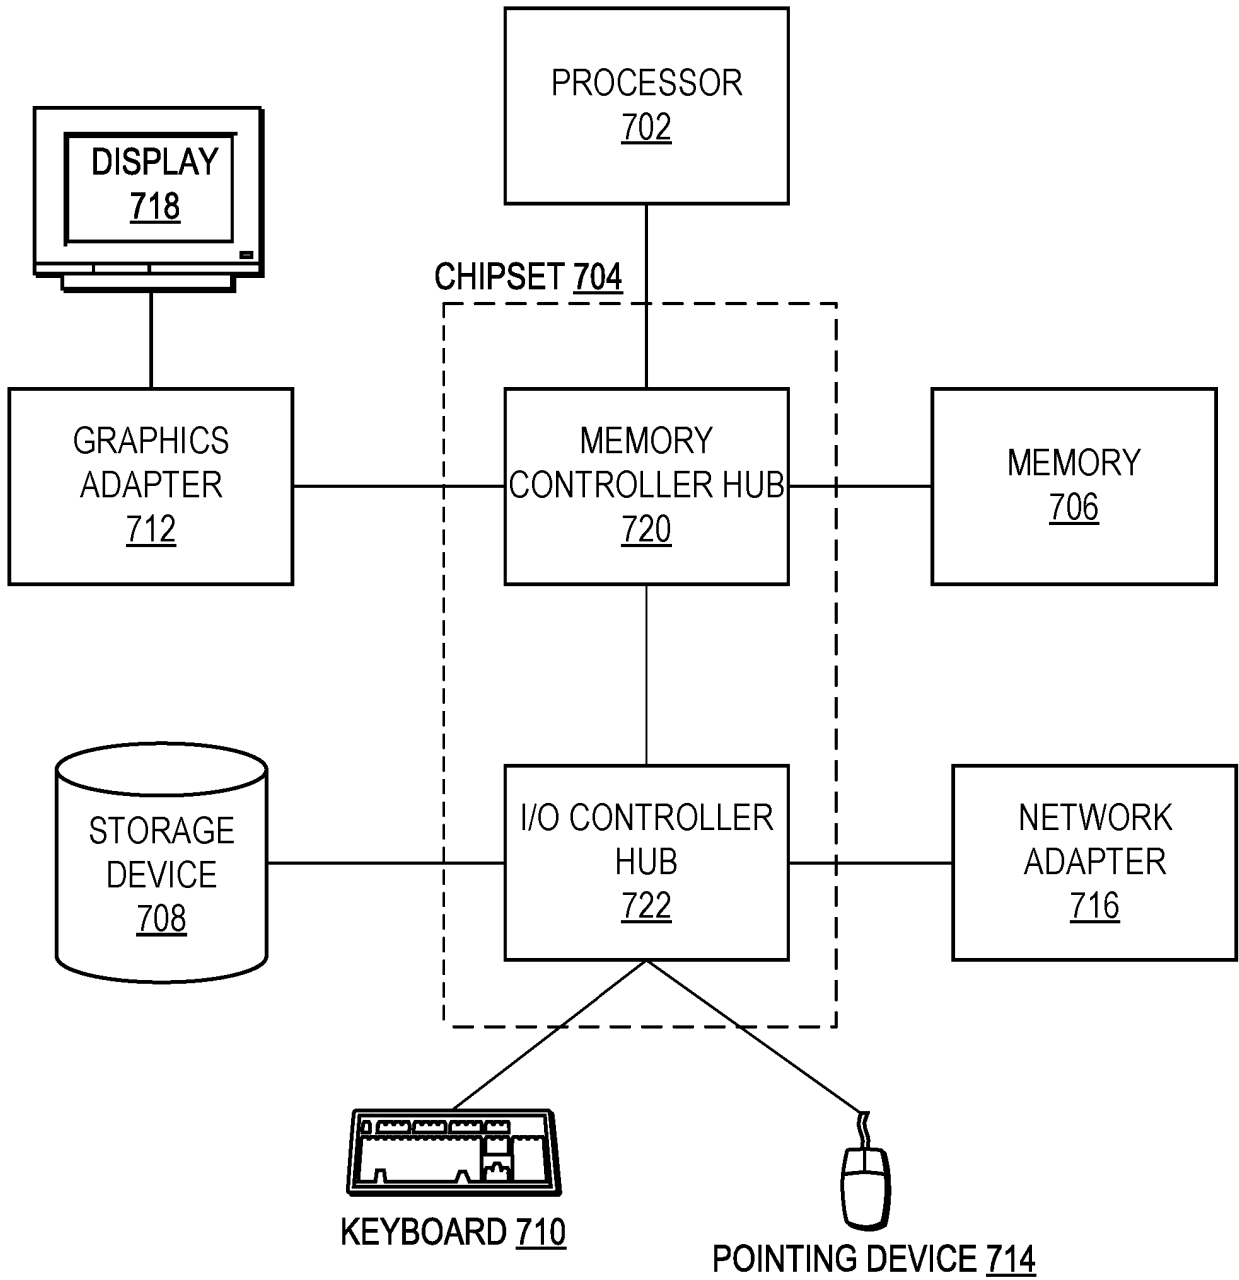 PROCESSOR
702
DISPLAY
718
CHIPSET 704
GRAPHICS
ADAPTER
712
MEMORY
CONTROLLER HUB
720
MEMORY
706
STORAGE
DEVICE
708
I/O CONTROLLER
HUB
722
NETWORK
ADAPTER
716
KEYBOARD 710
POINTING DEVICE 714